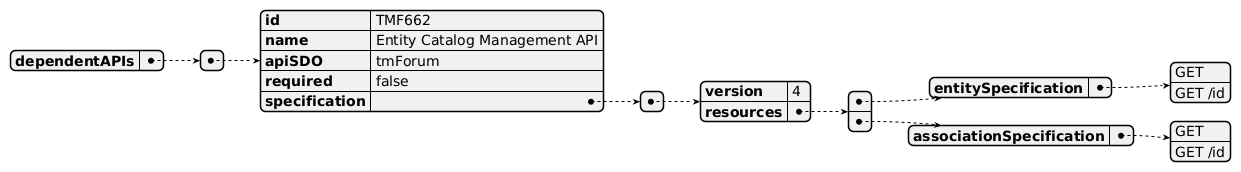 dependentAPIs
id TMF662
name Entity Catalog Management API
apiSDO tmForum
required false
specification
version 4
resources
entitySpecification
GET
GET /id
associationSpecification
GET
GET /id